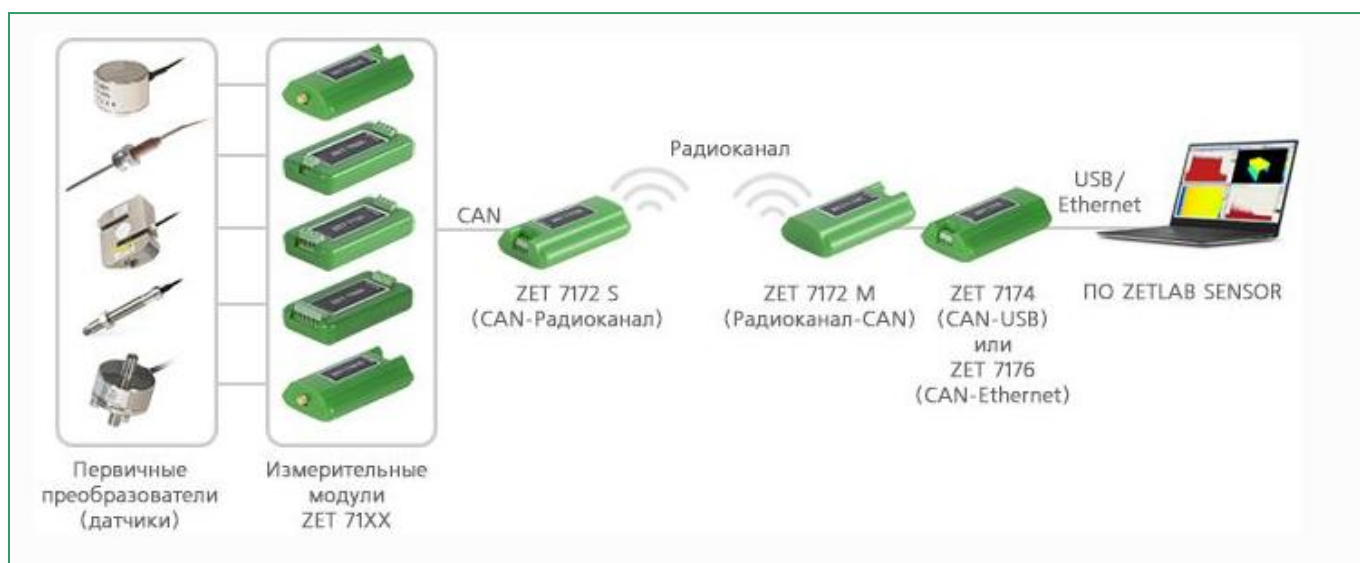 Радиоканал
CAN
USB/
Ethernet
ZET 7172 S
(CAN-Радиоканал)
ZET 7172 M
(Радиоканал-CAN)
ZET 7174
(CAN-USB)
или
ZET 7176
(CAN-Ethernet)
ПО ZETLAB SENSOR
Первичные
преобразователи
(датчики)
Измерительные
модули
ZET 71XX